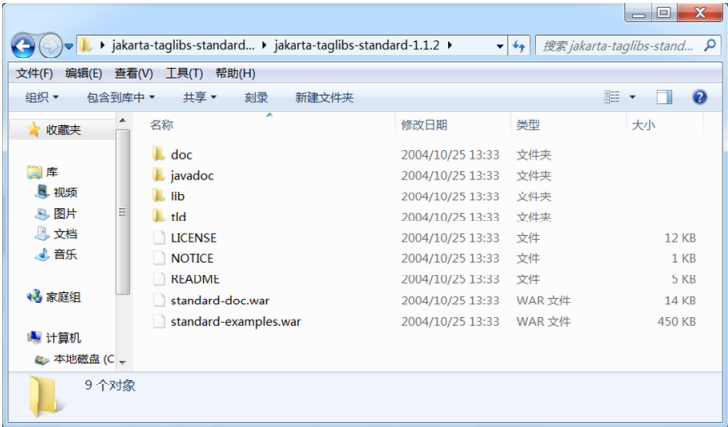 jakarta-taglibs-standard... jakarta-taglibs-standard-1.1.2 搜索 jakarta-taglibs-stand...
文件(F) 编辑(E) 查看(V) 工具(T) 帮助(H)
组织 包含到库中 共享 刻录 新建文件夹
收藏夹
库
视频
图片
文档
音乐
家庭组
计算机
本地磁盘 (C
名称 修改日期 类型 大小
doc 2004/10/25 13:33 文件夹
javadoc 2004/10/25 13:33 文件夹
lib 2004/10/25 13:33 文件夹
tld 2004/10/25 13:33 文件夹
LICENSE 2004/10/25 13:33 文件 12 KB
NOTICE 2004/10/25 13:33 文件 1 KB
README 2004/10/25 13:33 文件 5 KB
standard-doc.war 2004/10/25 13:33 WAR 文件 14 KB
standard-examples.war 2004/10/25 13:33 WAR 文件 450 KB
9 个对象